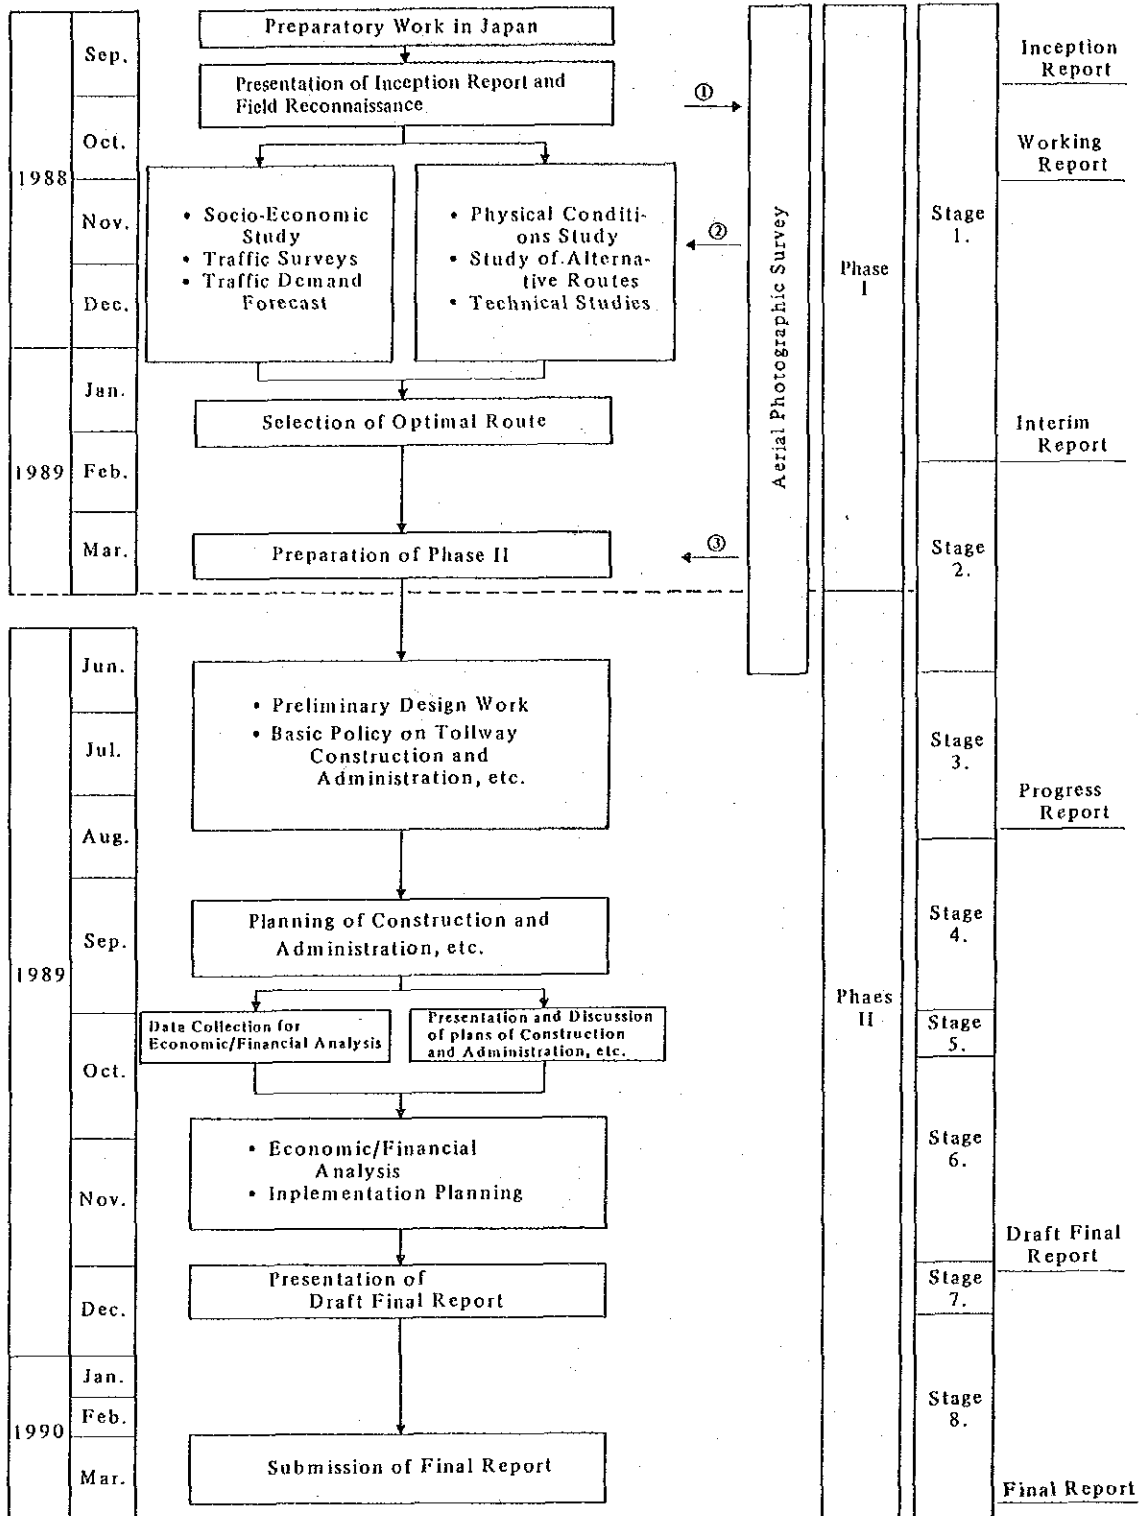 Preparatory Work in Japan
Sep.
Inception
Report
Presentation of Inception Report and
Field Reconnaissance
①
Oct.
Working
Report
1988
• Socio-Economic
Study
• Traffic Surveys
• Traffic Demand
Forecast
• Physical Conditi-
ons Study
• Study of Alterna-
tive Routes
• Technical Studies
②
Nov.
Dec.
Aerial Photographic Survey
Phase
I
Stage
1.
Jan.
Selection of Optimal Route
Interim
Report
1989
Feb.
Mar.
Preparation of Phase II
③
Stage
2.
Jun.
• Preliminary Design Work
• Basic Policy on Tollway
Construction and
Administration, etc.
Jul.
Stage
3.
Progress
Report
Aug.
Planning of Construction and
Administration, etc.
Sep.
Stage
4.
1989
Phaes
II
Data Collection for
Economic/Financial Analysis
Presentation and Discussion
of plans of Construction
and Administration, etc.
Stage
5.
Oct.
• Economic/Financial
Analysis
• Inplementation Planning
Stage
6.
Nov.
Draft Final
Report
Presentation of
Draft Final Report
Stage
7.
Dec.
Jan.
Feb.
1990
Stage
8.
Mar.
Submission of Final Report
Final Report